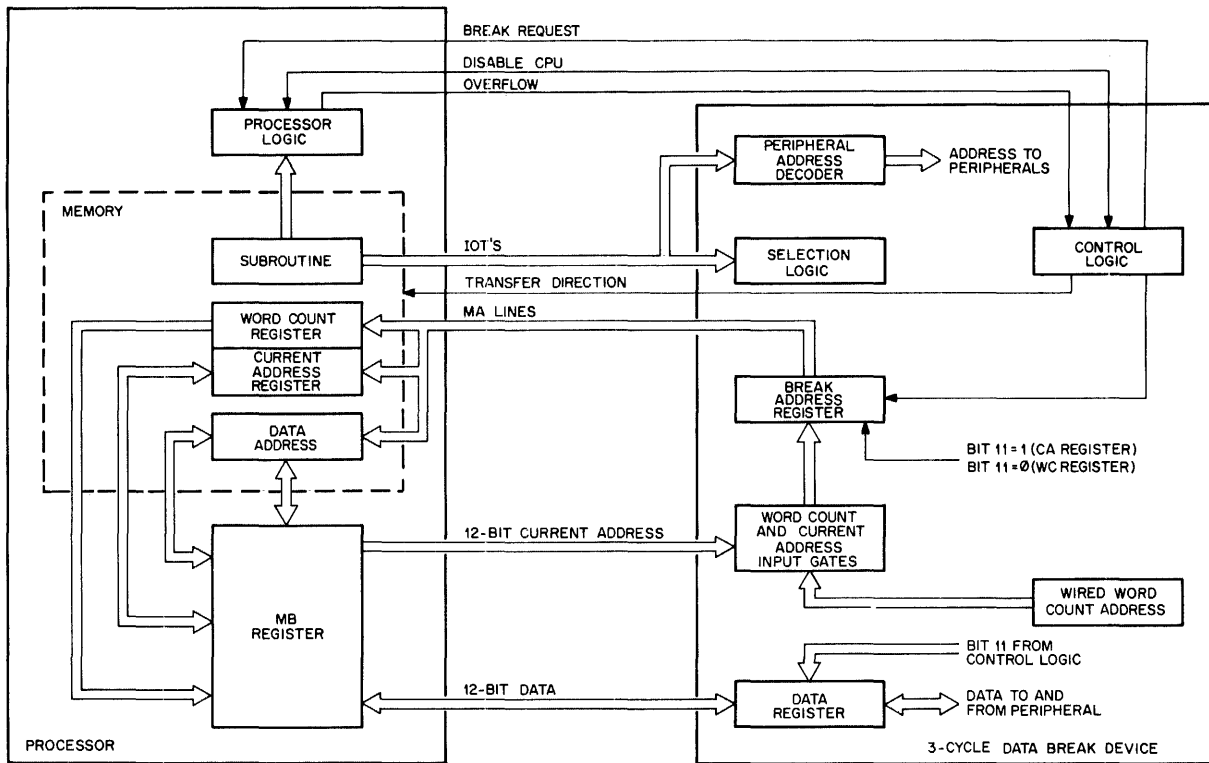 BREAK REQUEST
DISABLE CPU
OVERFLOW
PROCESSOR
LOGIC
PERIPHERAL
ADDRESS
DECODER
ADDRESS TO
PERIPHERALS
MEMORY
SUBROUTINE
IOT'S
SELECTION
LOGIC
CONTROL
LOGIC
TRANSFER DIRECTION
MA LINES
WORD COUNT
REGISTER
CURRENT
ADDRESS
REGISTER
BREAK
ADDRESS
REGISTER
DATA
ADDRESS
BIT 11=1 (CA REGISTER)
BIT 11=Ø (WC REGISTER)
12-BIT CURRENT ADDRESS
WORD COUNT
AND CURRENT
ADDRESS
INPUT GATES
WIRED WORD
COUNT ADDRESS
MB
REGISTER
BIT 11 FROM
CONTROL LOGIC
12-BIT DATA
DATA
REGISTER
DATA TO AND
FROM PERIPHERAL
PROCESSOR
3-CYCLE DATA BREAK DEVICE